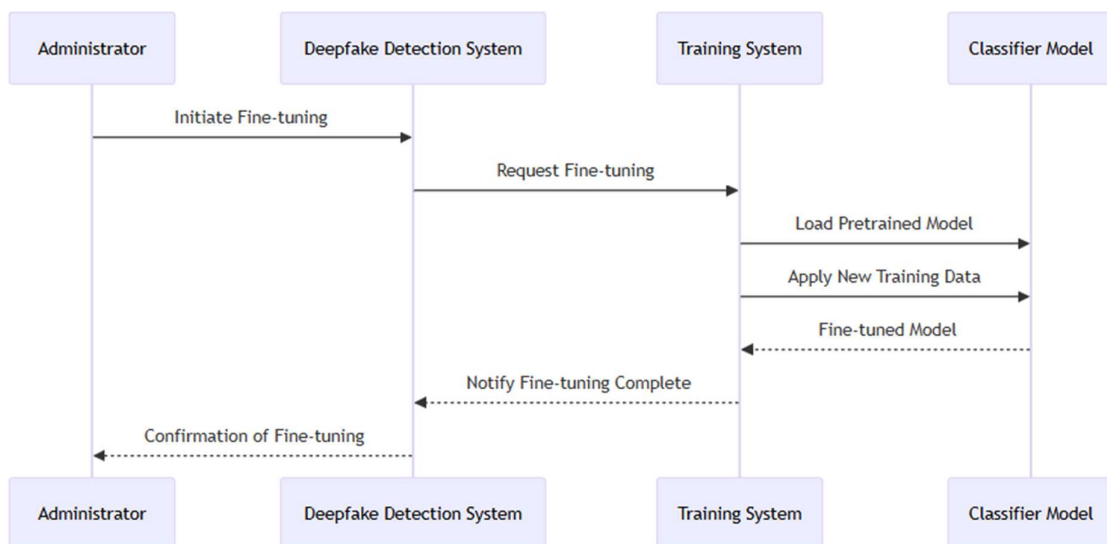 Administrator
Deepfake Detection System
Training System
Classifier Model
Initiate Fine-tuning
Request Fine-tuning
Load Pretrained Model
Apply New Training Data
Fine-tuned Model
Notify Fine-tuning Complete
Confirmation of Fine-tuning
Administrator
Deepfake Detection System
Training System
Classifier Model